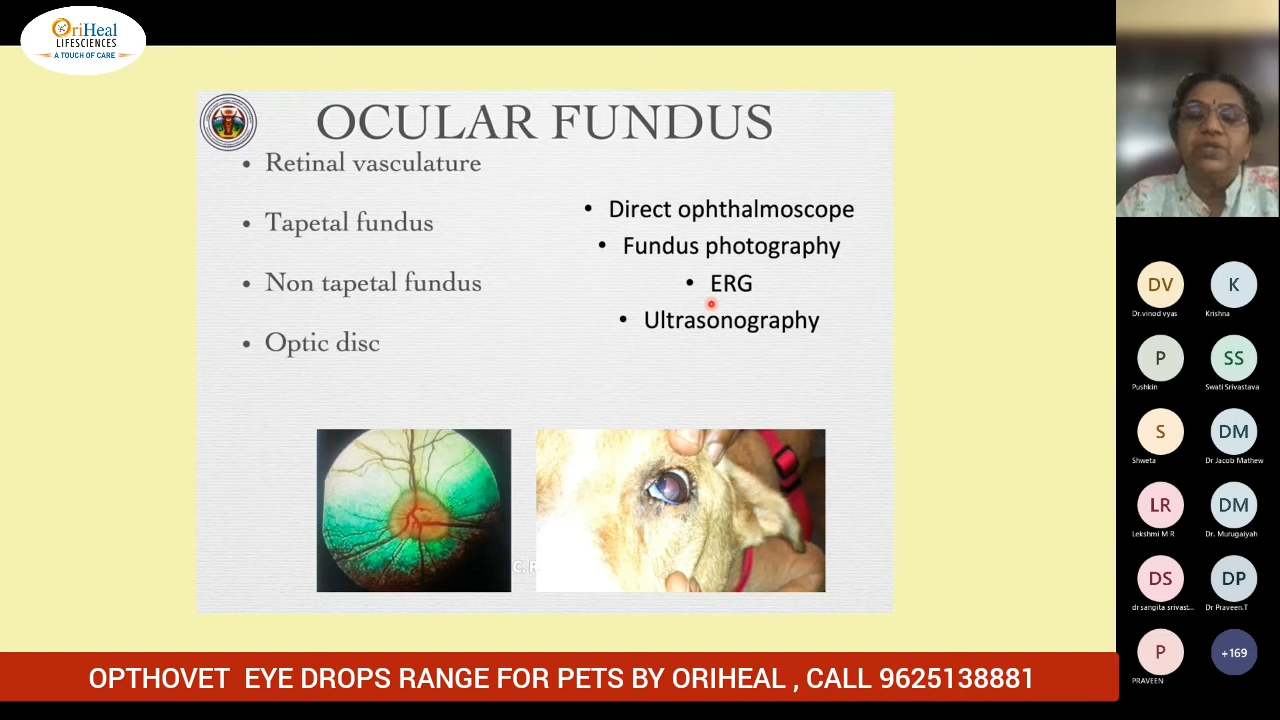 OriHeal
LIFESCIENCES
A TOUCH OF CARE
OCULAR FUNDUS
• Retinal vasculature
• Tapetal fundus
• Non tapetal fundus
• Optic disc
• Direct ophthalmoscope
• Fundus photography
• ERG
• Ultrasonography
C. R
DV
Dr.vinod vyas
K
Krishna
P
Pushkin
SS
Swati Srivastava
S
Shweta
DM
Dr Jacob Mathew
LR
Lekshmi M R
DM
Dr. Murugaiyah
DS
dr sangita srivast...
DP
Dr Praveen.T
P
PRAVEEN
+169
OPTHOVET EYE DROPS RANGE FOR PETS BY ORIHEAL , CALL 9625138881